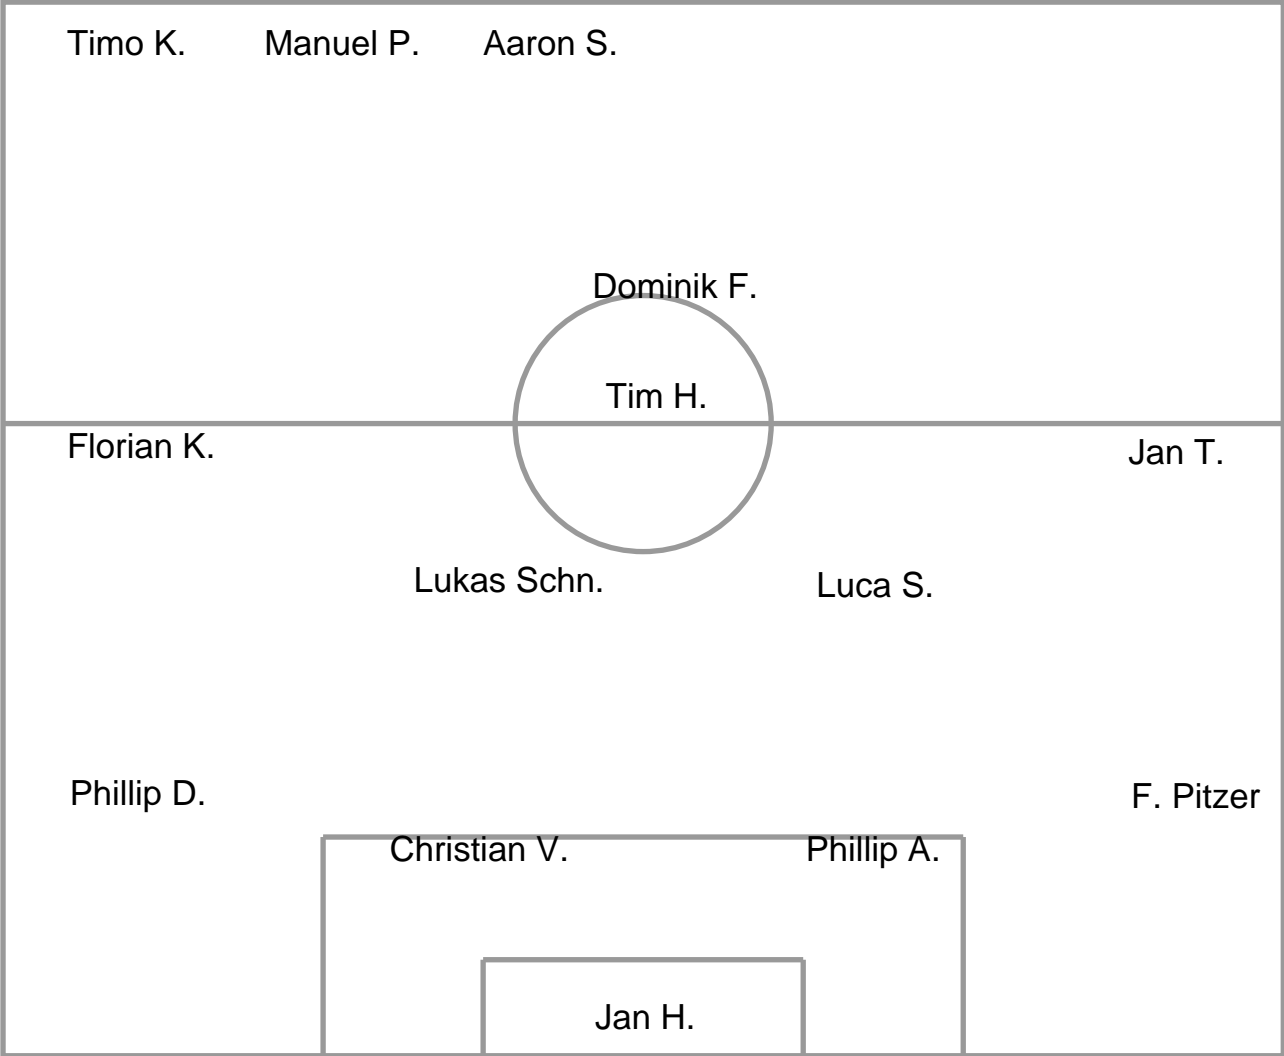 Timo K. Manuel P. Aaron S.
Dominik F.
Tim H.
Florian K. Jan T.
Lukas Schn. Luca S.
Phillip D. F. Pitzer
Christian V. Phillip A.
Jan H.